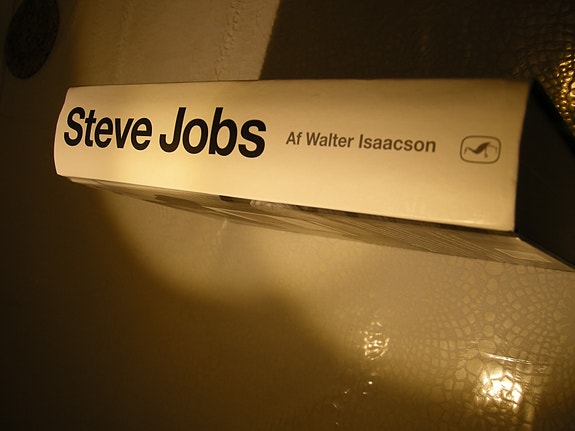 Steve Jobs Af Walter Isaacson